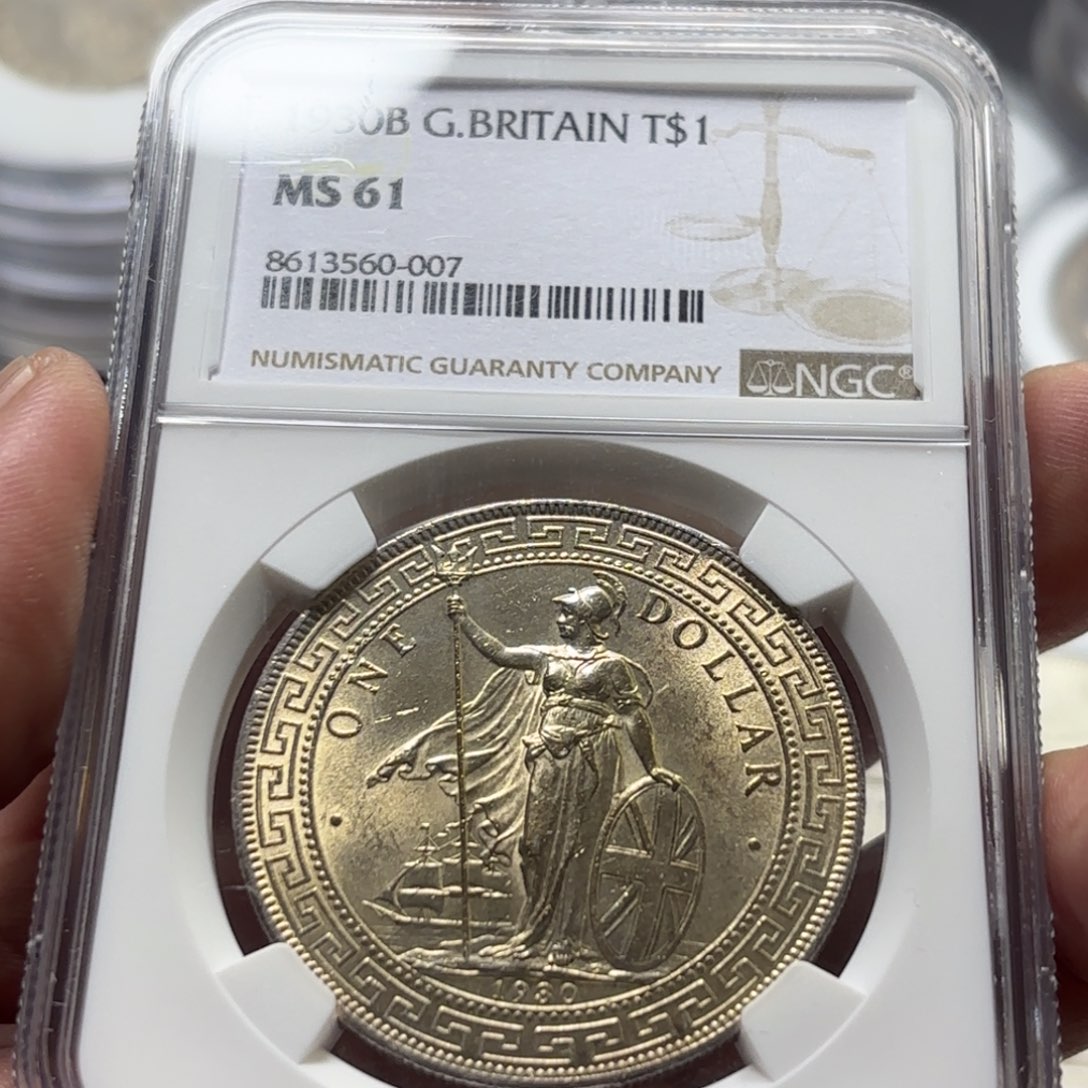 1930B G.BRITAIN T$1
MS 61
8613560-007
NUMISMATIC GUARANTY COMPANY NGC®
ONE DOLLAR
1930